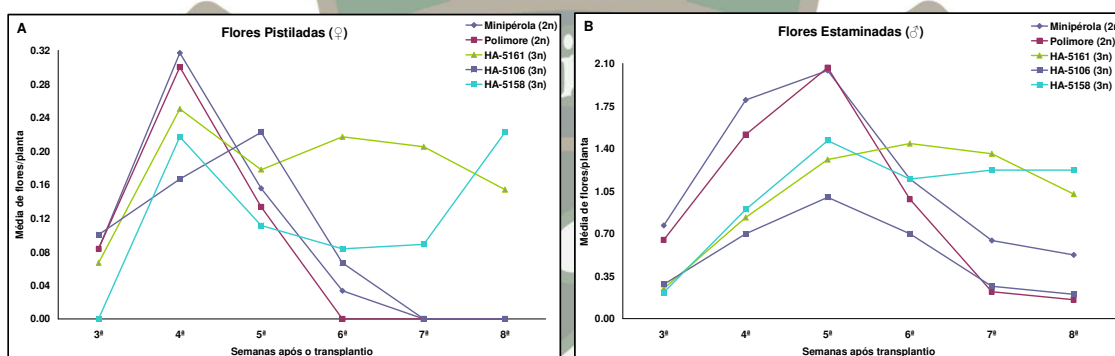 A
Flores Pistiladas (♀)
Minipérola (2n)
Polimore (2n)
HA-5161 (3n)
HA-5106 (3n)
HA-5158 (3n)
Média de flores/planta
0.32
0.28
0.24
0.20
0.16
0.12
0.08
0.04
0.00
3ª 4ª 5ª 6ª 7ª 8ª
Semanas após o transplantio
B
Flores Estaminadas (♂)
Minipérola (2n)
Polimore (2n)
HA-5161 (3n)
HA-5106 (3n)
HA-5158 (3n)
Média de flores/planta
2.10
1.75
1.40
1.05
0.70
0.35
0.00
3ª 4ª 5ª 6ª 7ª 8ª
Semanas após transplantio